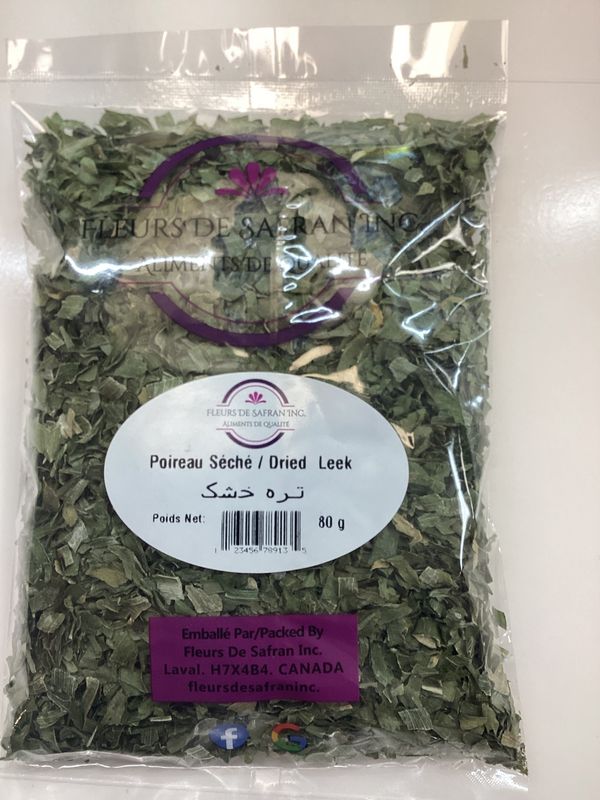 FLEURS DE SAFRAN INC.
ALIMENTS DE QUALITÉ
FLEURS DE SAFRAN INC.
ALIMENTS DE QUALITÉ
Poireau Séché / Dried Leek
تره خشک
Poids Net: 80 g
1 23456 78913 5
Emballé Par/Packed By
Fleurs De Safran Inc.
Laval. H7X4B4. CANADA
fleursdesafraninc.
f G